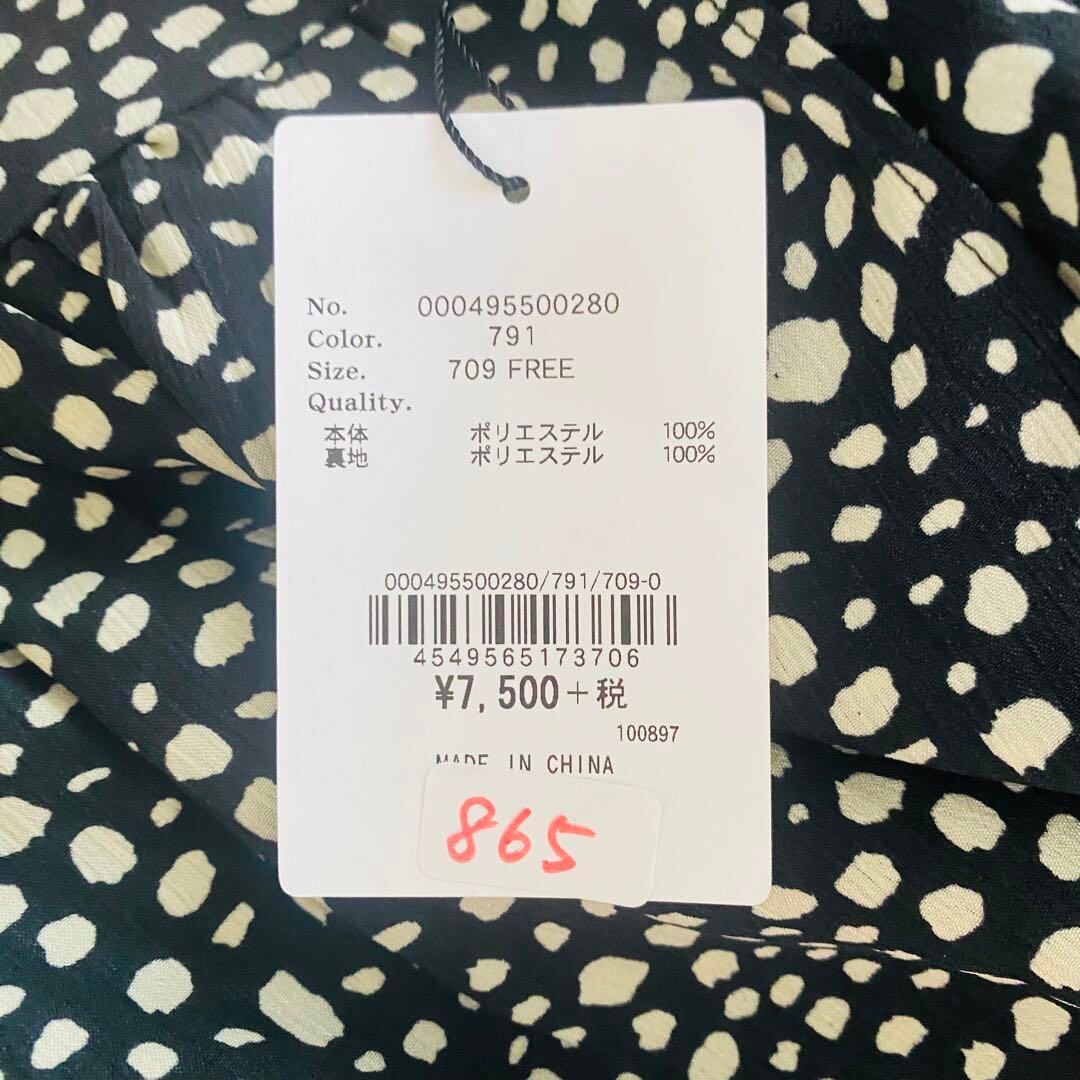 No. 000495500280
Color. 791
Size. 709 FREE
Quality.
本体 ポリエステル 100%
裏地 ポリエステル 100%
000495500280/791/709-0
4549565173706
¥7,500+税
100897
MADE IN CHINA
865